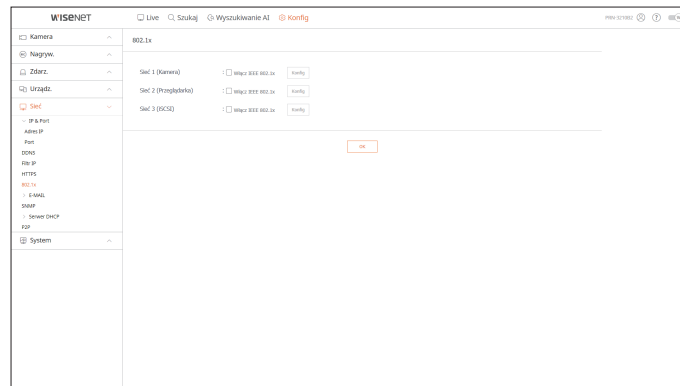 WISENET
Live Szukaj Wyszukiwanie AI Konfig
PRN-3210B2 ?
Kamera
Nagryw.
Zdarz.
Urządz.
Sieć
IP & Port
Adres IP
Port
DDNS
Filtr IP
HTTPS
802.1x
> E-MAIL
SNMP
> Serwer DHCP
P2P
System
802.1x
Sieć 1 (Kamera) : Włącz IEEE 802.1x Konfig
Sieć 2 (Przeglądarka) : Włącz IEEE 802.1x Konfig
Sieć 3 (iSCSI) : Włącz IEEE 802.1x Konfig
OK